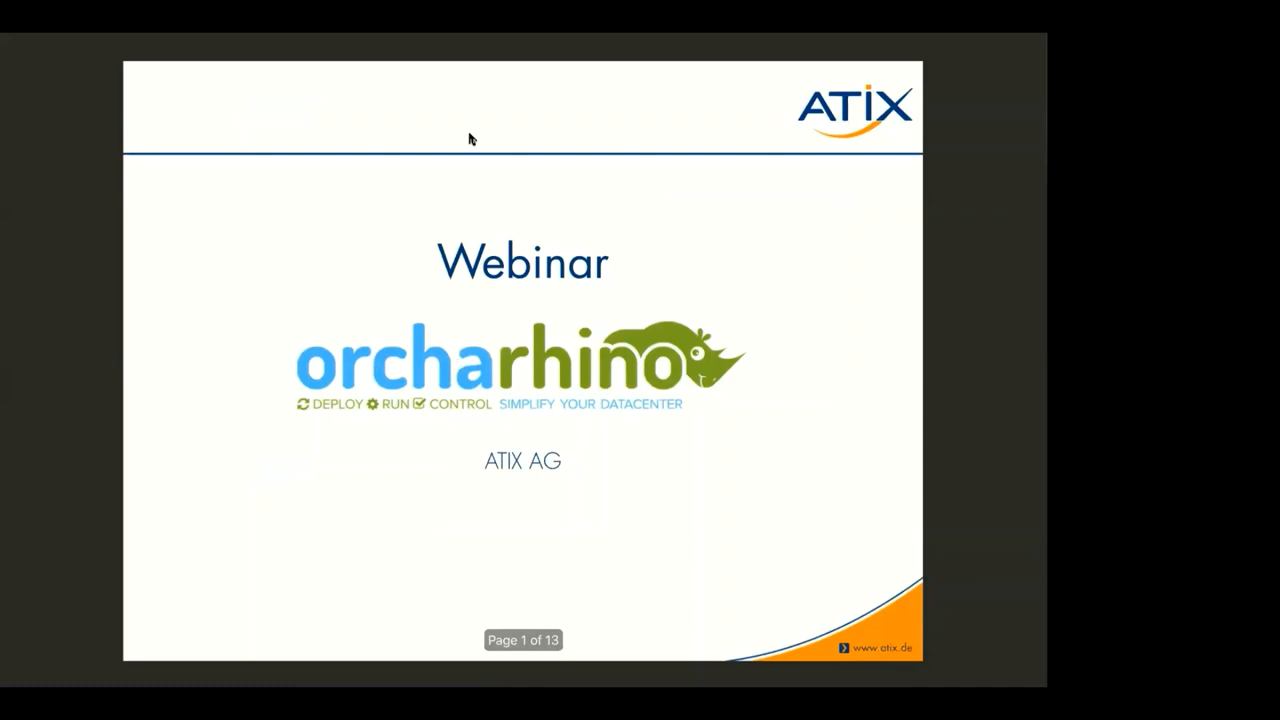 ATIX
Webinar
orcharhino
DEPLOY RUN CONTROL SIMPLIFY YOUR DATACENTER
ATIX AG
Page 1 of 13
www.atix.de